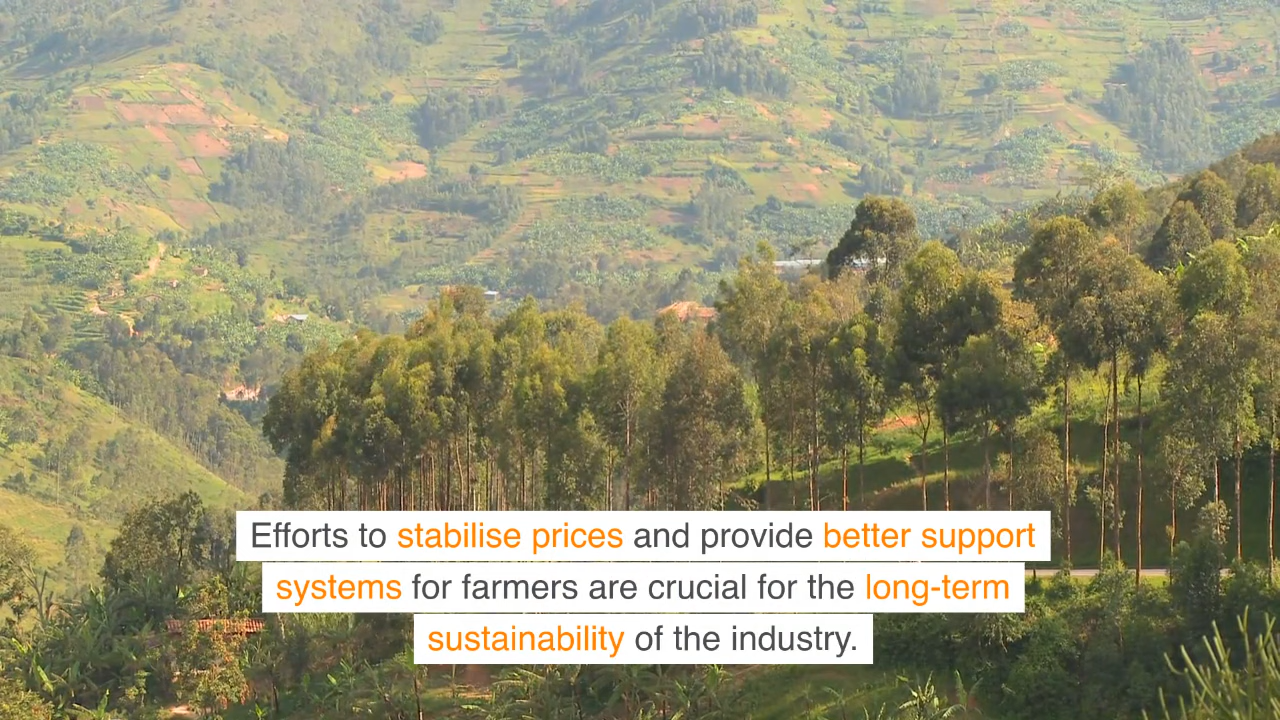 Efforts to stabilise prices and provide better support
systems for farmers are crucial for the long-term
sustainability of the industry.